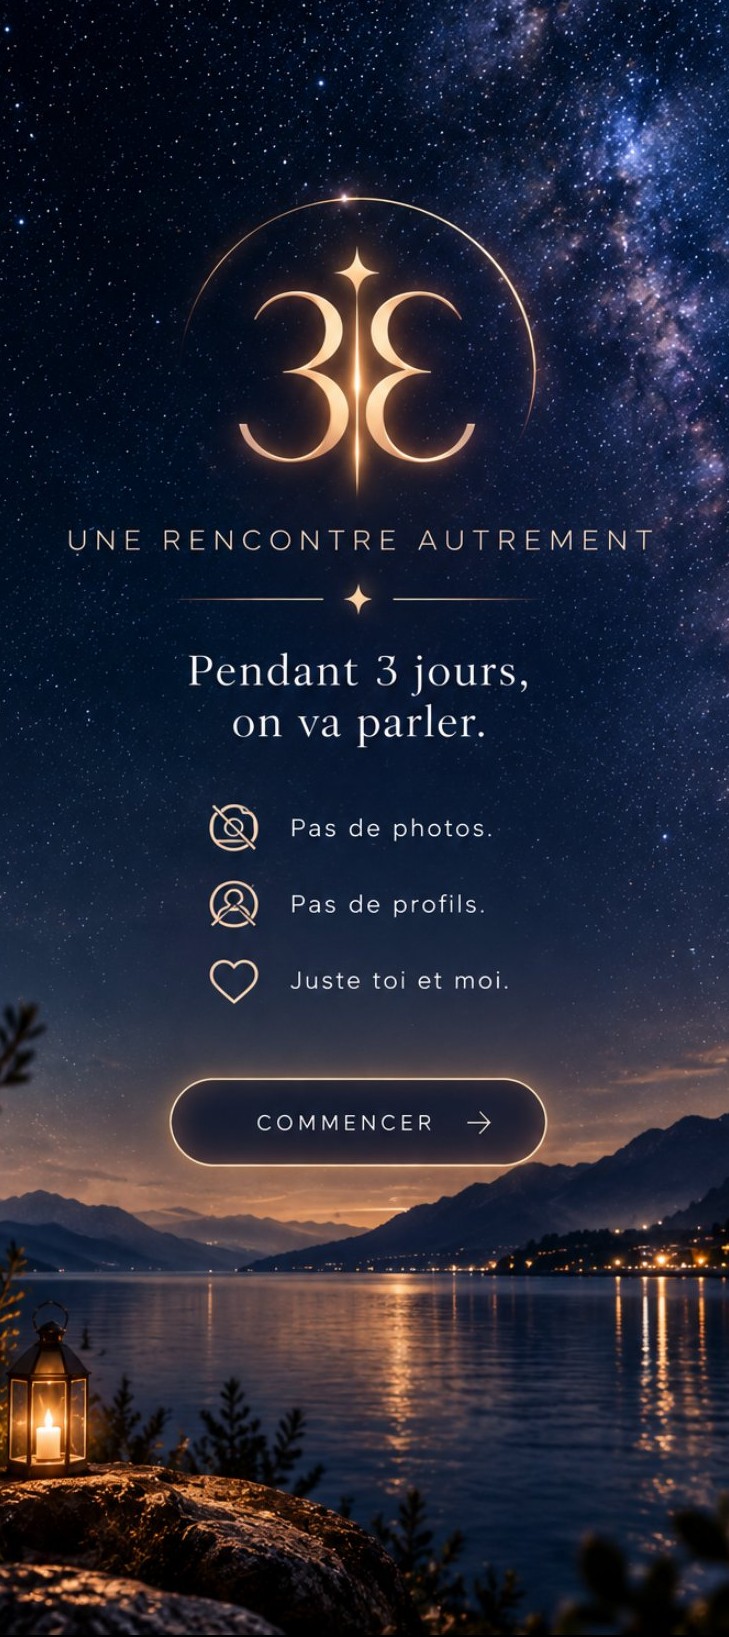 3Ɛ
UNE RENCONTRE AUTREMENT
Pendant 3 jours,
on va parler.
Pas de photos.
Pas de profils.
Juste toi et moi.
COMMENCER →